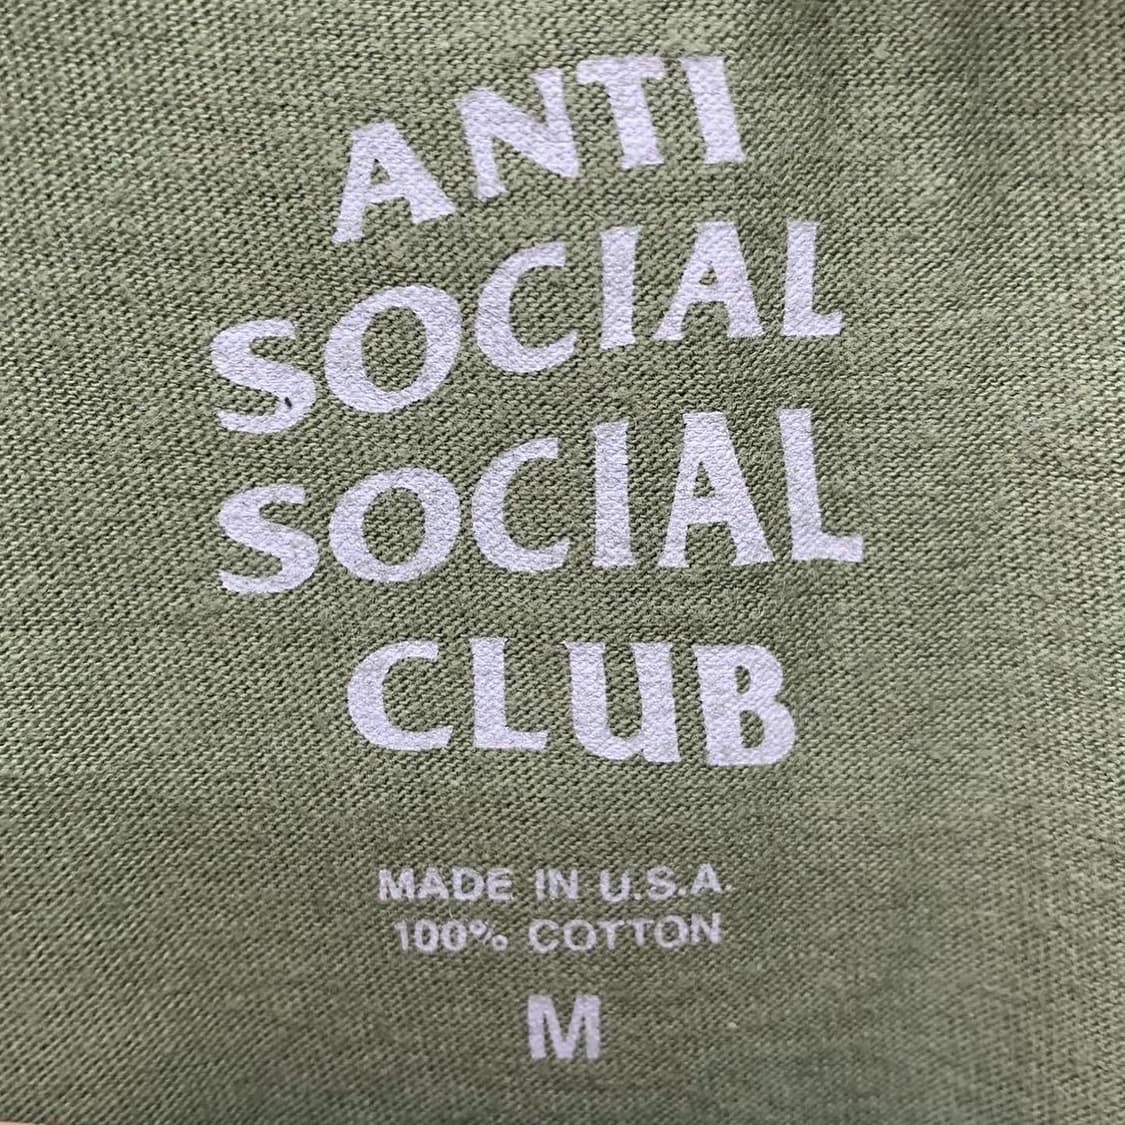 ANTI
SOCIAL
SOCIAL
CLUB
MADE IN U.S.A.
100% COTTON
M